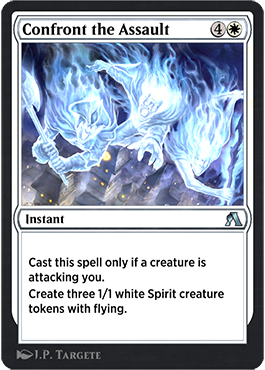 Confront the Assault 4
Instant
Cast this spell only if a creature is
attacking you.
Create three 1/1 white Spirit creature
tokens with flying.
J.P. Targete